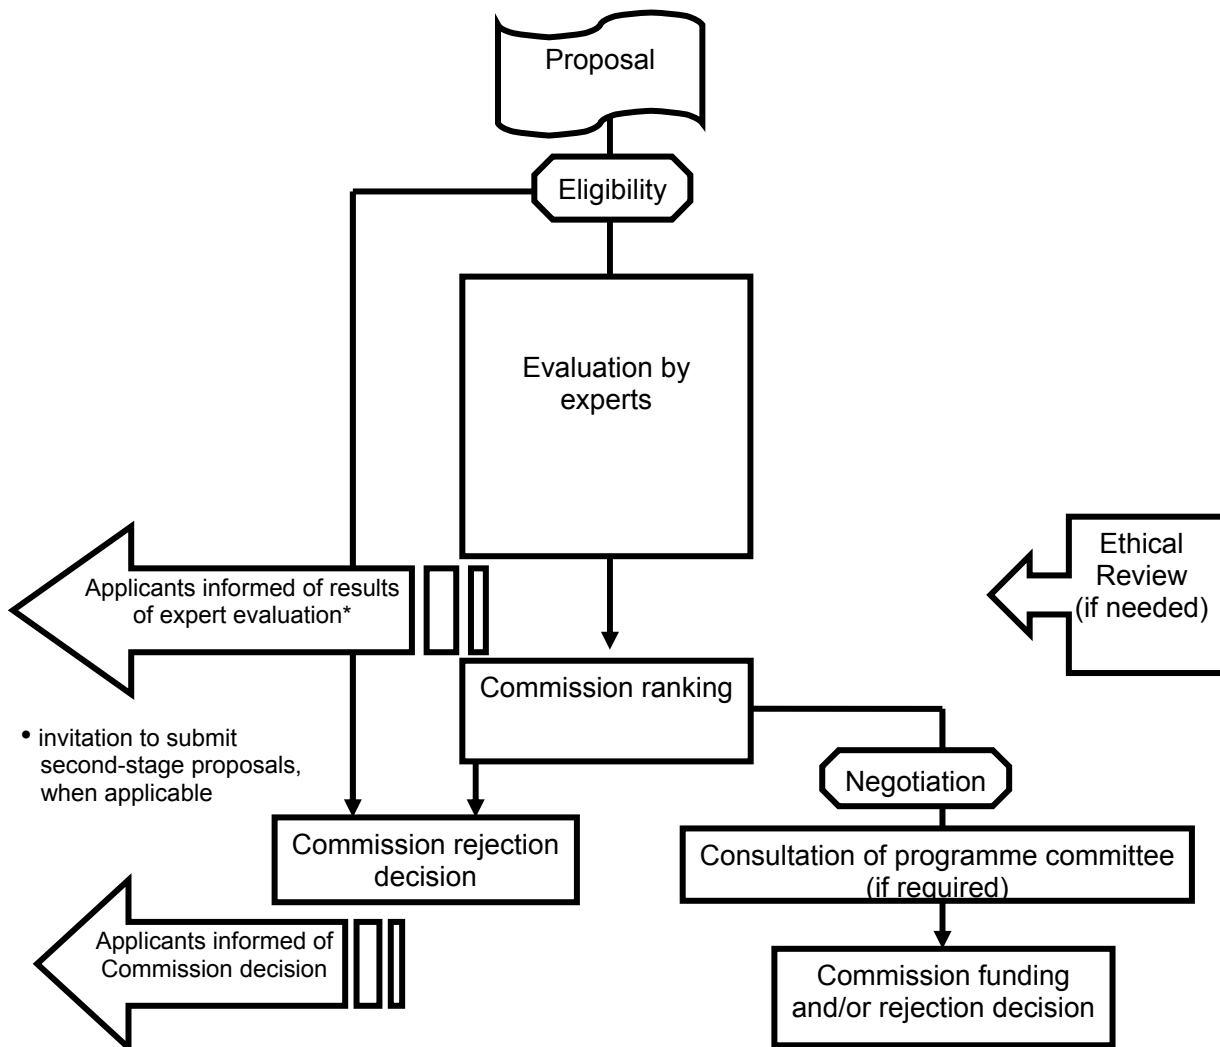 Proposal
Eligibility
Evaluation by
experts
Ethical
Review
(if needed)
Applicants informed of results
of expert evaluation*
Commission ranking
• invitation to submit
second-stage proposals,
when applicable
Negotiation
Commission rejection
decision
Consultation of programme committee
(if required)
Applicants informed of
Commission decision
Commission funding
and/or rejection decision